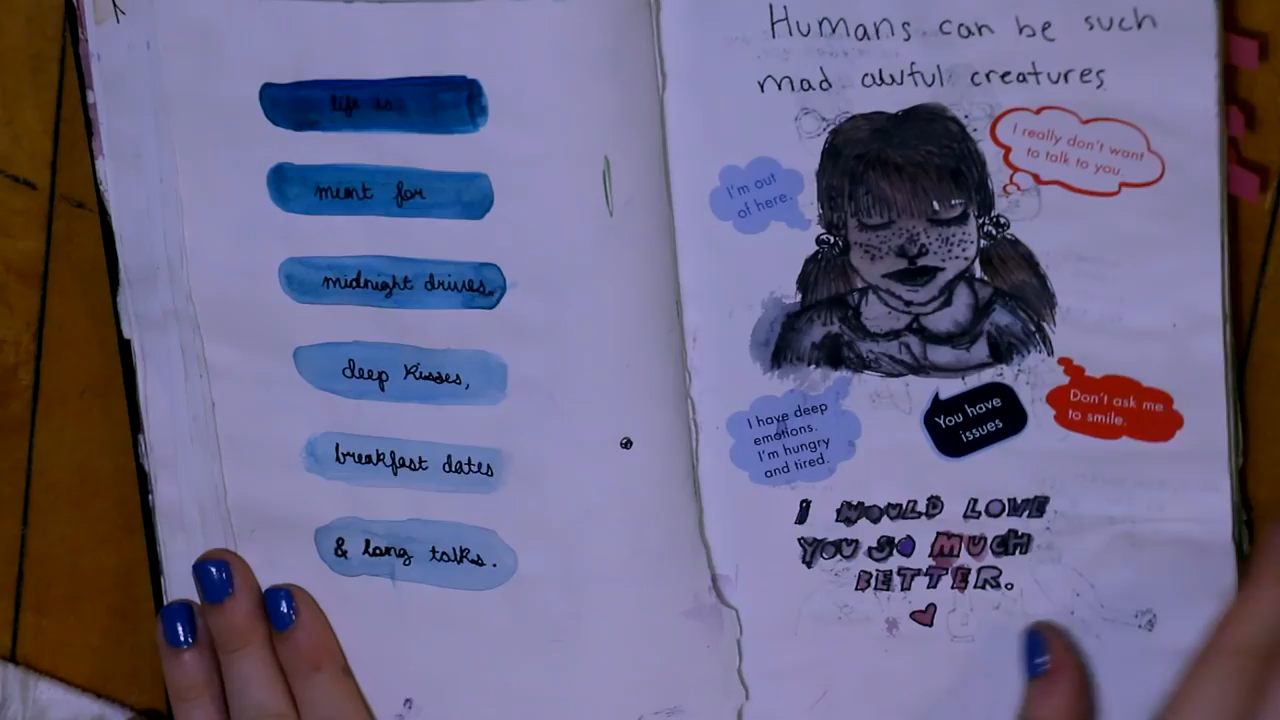 life is
ment for
midnight drives,
deep kisses,
breakfast dates
& long talks.
Humans can be such
mad awful creatures
I'm out
of here.
I really don't want
to talk to you.
I have deep
emotions.
I'm hungry
and tired.
You have
issues
Don't ask me
to smile.
I WOULD LOVE
YOU SO MUCH
BETTER.